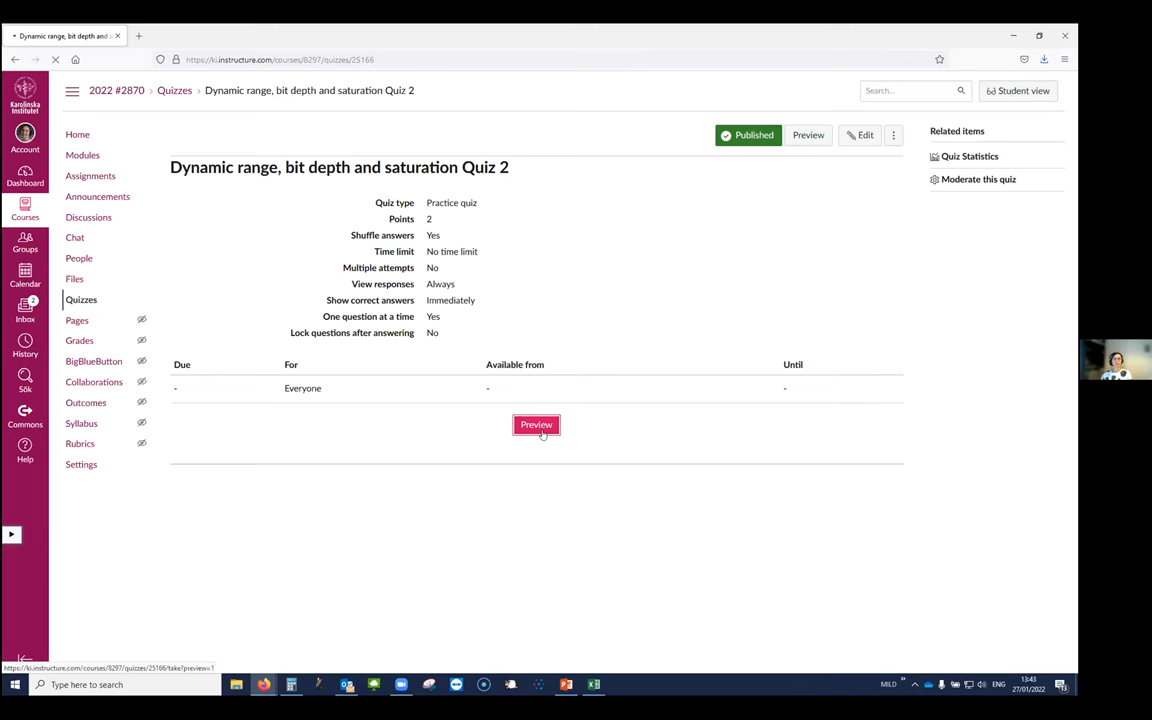 Dynamic range, bit depth and s
https://ki.instructure.com/courses/8297/quizzes/25166
Karolinska
Institutet
Account
Dashboard
Courses
Groups
Calendar
2
Inbox
History
Sök
Commons
Help
2022 #2870 › Quizzes › Dynamic range, bit depth and saturation Quiz 2
Search...
Student view
Home
Modules
Assignments
Announcements
Discussions
Chat
People
Files
Quizzes
Pages
Grades
BigBlueButton
Collaborations
Outcomes
Syllabus
Rubrics
Settings
Published
Preview
Edit
Dynamic range, bit depth and saturation Quiz 2
Quiz type Practice quiz
Points 2
Shuffle answers Yes
Time limit No time limit
Multiple attempts No
View responses Always
Show correct answers Immediately
One question at a time Yes
Lock questions after answering No
Due For Available from Until
- Everyone - -
Preview
Related items
Quiz Statistics
Moderate this quiz
https://ki.instructure.com/courses/8297/quizzes/25166/take?preview=1
Type here to search
MILD
ENG
13:43
27/01/2022